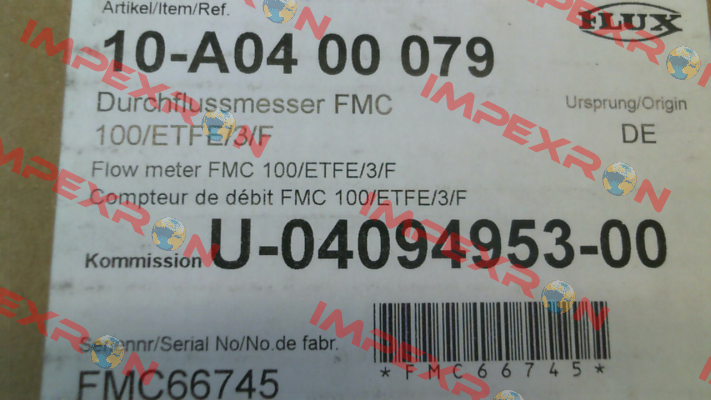 Artikel/Item/Ref.
FLUX
10-A04 00 079
Durchflussmesser FMC
100/ETFE/3/F
Ursprung/Origin
DE
Flow meter FMC 100/ETFE/3/F
Compteur de débit FMC 100/ETFE/3/F
Kommission U-04094953-00
Seriennr/Serial No/No.de fabr.
*FMC66745*
FMC66745
IMPEXRON